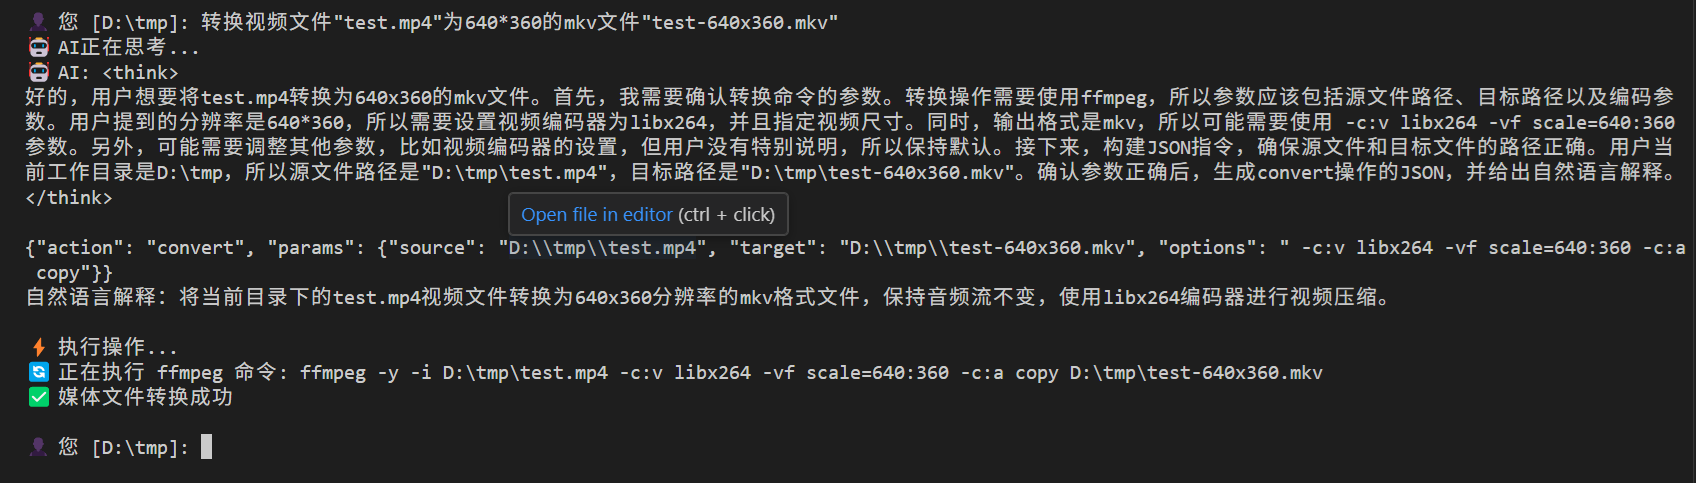 您 [D:\tmp]: 转换视频文件"test.mp4"为640*360的mkv文件"test-640x360.mkv"
AI正在思考...
AI: <think>
好的，用户想要将test.mp4转换为640x360的mkv文件。首先，我需要确认转换命令的参数。转换操作需要使用ffmpeg，所以参数应该包括源文件路径、目标路径以及编码参
数。用户提到的分辨率是640*360，所以需要设置视频编码器为libx264，并且指定视频尺寸。同时，输出格式是mkv，所以可能需要使用 -c:v libx264 -vf scale=640:360
参数。另外，可能需要调整其他参数，比如视频编码器的设置，但用户没有特别说明，所以保持默认。接下来，构建JSON指令，确保源文件和目标文件的路径正确。用户当
前工作目录是D:\tmp，所以源文件路径是"D:\tmp\test.mp4"，目标路径是"D:\tmp\test-640x360.mkv"。确认参数正确后，生成convert操作的JSON，并给出自然语言解释。
</think>
Open file in editor (ctrl + click)
{"action": "convert", "params": {"source": "D:\\tmp\\test.mp4", "target": "D:\\tmp\\test-640x360.mkv", "options": " -c:v libx264 -vf scale=640:360 -c:a
copy"}}
自然语言解释：将当前目录下的test.mp4视频文件转换为640x360分辨率的mkv格式文件，保持音频流不变，使用libx264编码器进行视频压缩。
执行操作...
正在执行 ffmpeg 命令: ffmpeg -y -i D:\tmp\test.mp4 -c:v libx264 -vf scale=640:360 -c:a copy D:\tmp\test-640x360.mkv
媒体文件转换成功
您 [D:\tmp]: